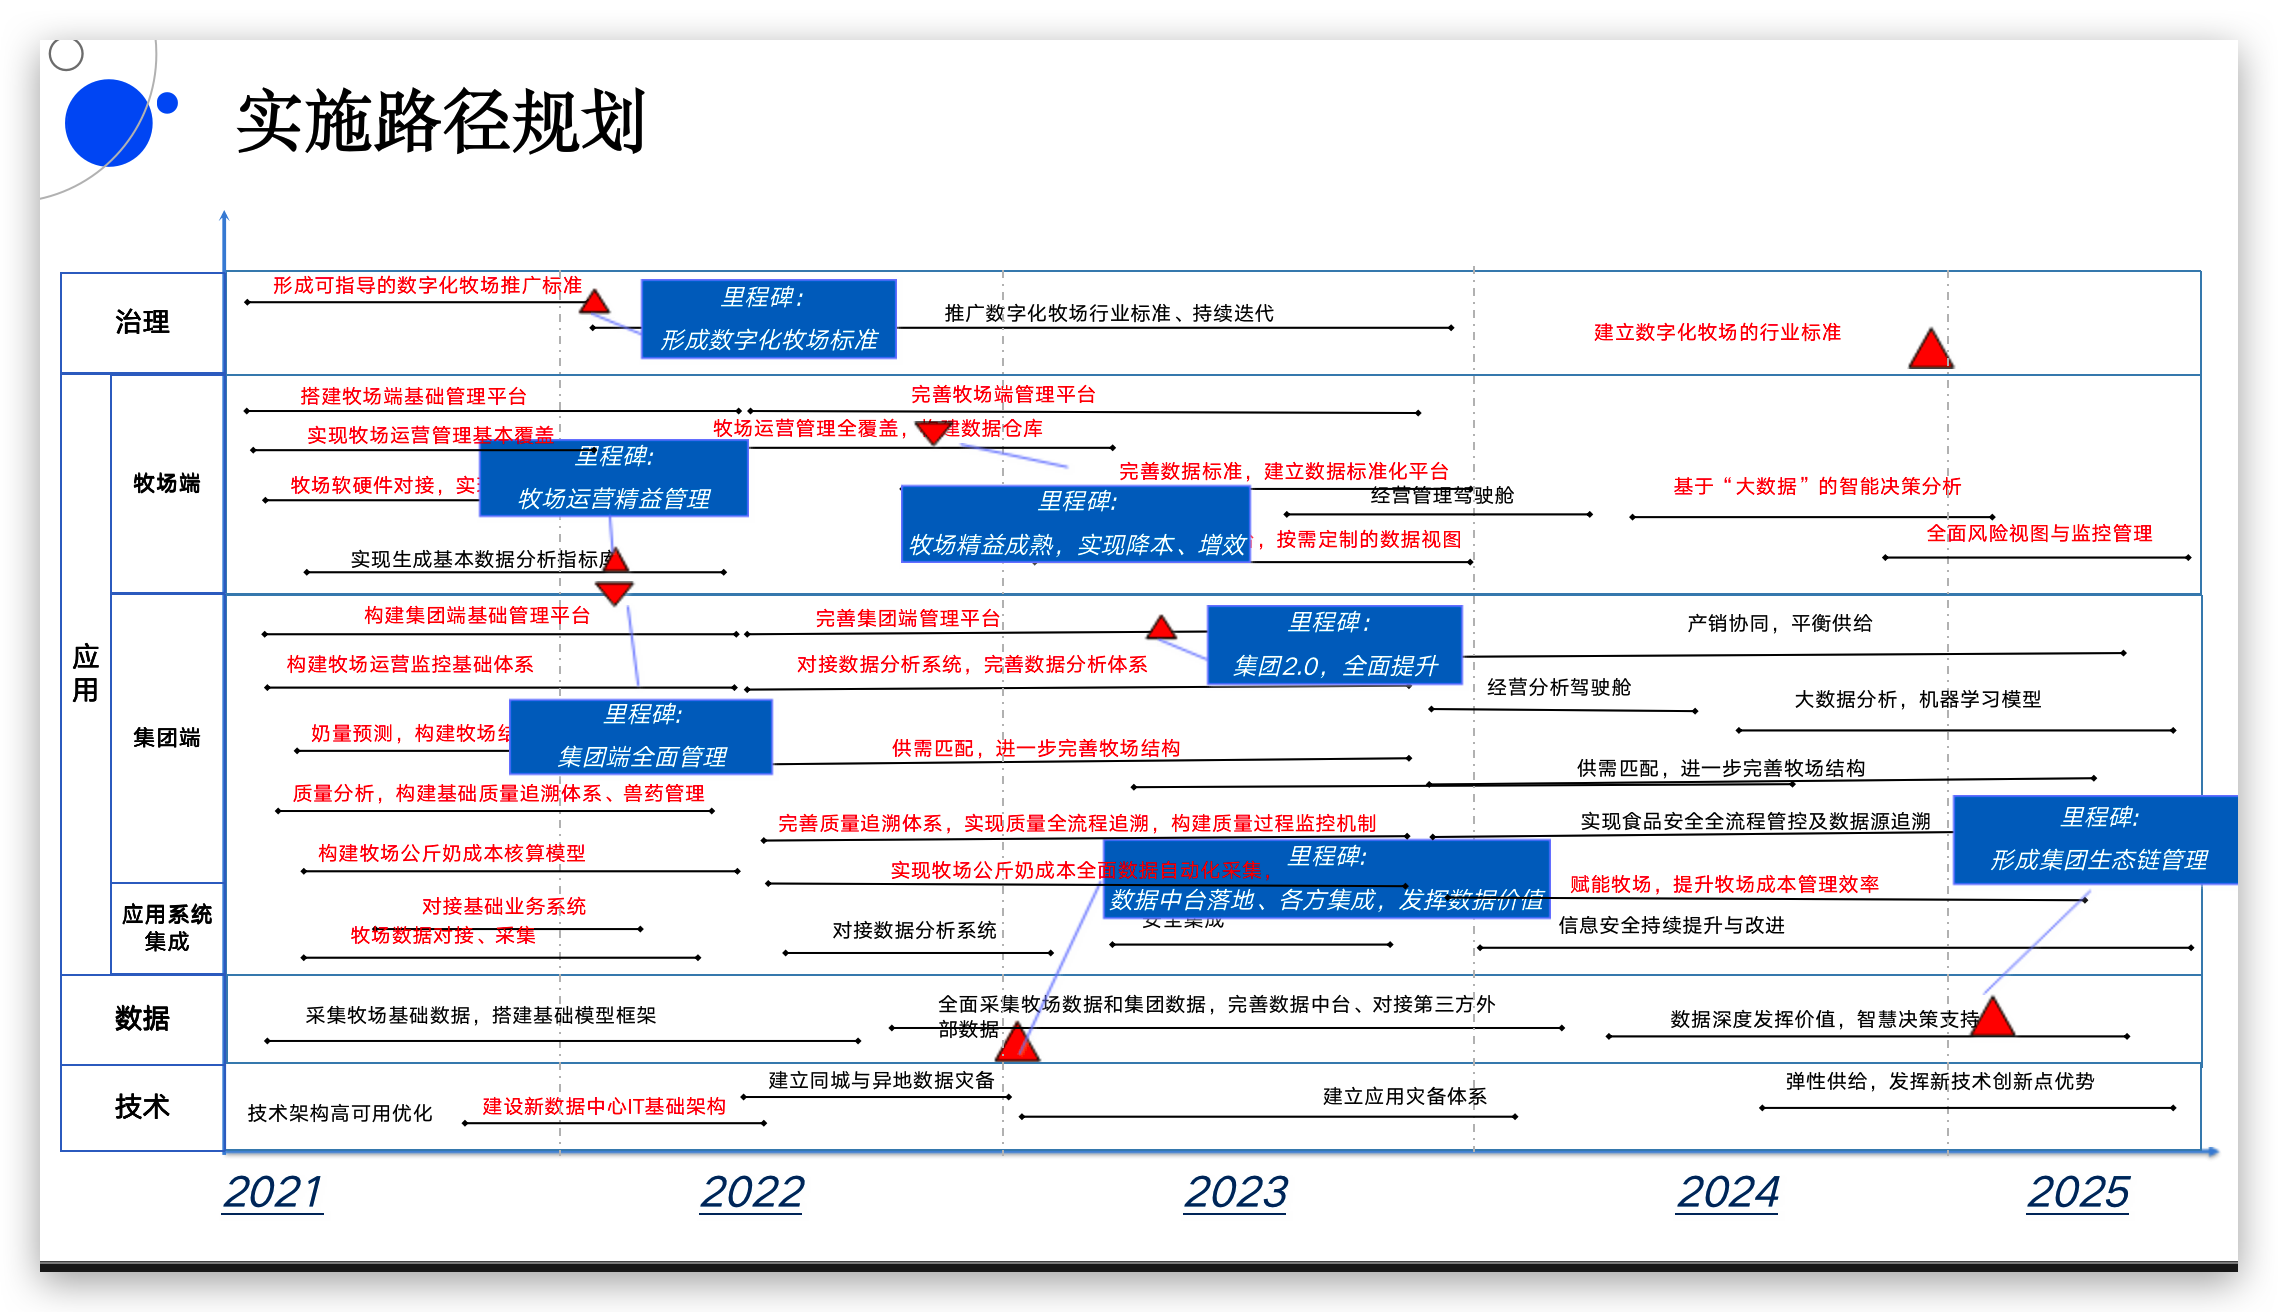 实施路径规划
治理
形成可指导的数字化牧场推广标准
里程碑：
形成数字化牧场标准
推广数字化牧场行业标准、持续迭代
建立数字化牧场的行业标准
应用
牧场端
搭建牧场端基础管理平台
完善牧场端管理平台
实现牧场运营管理基本覆盖
牧场运营管理全覆盖，建数据仓库
里程碑：
牧场运营精益管理
牧场软硬件对接，实
完善数据标准，建立数据标准化平台
经营管理驾驶舱
基于“大数据”的智能决策分析
里程碑：
牧场精益成熟，实现降本、增效
，按需定制的数据视图
全面风险视图与监控管理
实现生成基本数据分析指标
集团端
构建集团端基础管理平台
完善集团端管理平台
里程碑：
集团2.0，全面提升
产销协同，平衡供给
构建牧场运营监控基础体系
对接数据分析系统，完善数据分析体系
经营分析驾驶舱
大数据分析，机器学习模型
里程碑：
集团端全面管理
奶量预测，构建牧场
供需匹配，进一步完善牧场结构
供需匹配，进一步完善牧场结构
质量分析，构建基础质量追溯体系、兽药管理
完善质量追溯体系，实现质量全流程追溯，构建质量过程监控机制
实现食品安全全流程管控及数据源追溯
里程碑：
形成集团生态链管理
构建牧场公斤奶成本核算模型
实现牧场公斤奶成本全面数据自动化采集，
里程碑：
数据中台落地、各方集成，发挥数据价值
赋能牧场，提升牧场成本管理效率
应用系统
集成
对接基础业务系统
牧场数据对接、采集
对接数据分析系统
安全集成
信息安全持续提升与改进
数据
采集牧场基础数据，搭建基础模型框架
全面采集牧场数据和集团数据，完善数据中台、对接第三方外
部数据
数据深度发挥价值，智慧决策支持
技术
技术架构高可用优化
建设新数据中心IT基础架构
建立同城与异地数据灾备
建立应用灾备体系
弹性供给，发挥新技术创新点优势
2021
2022
2023
2024
2025